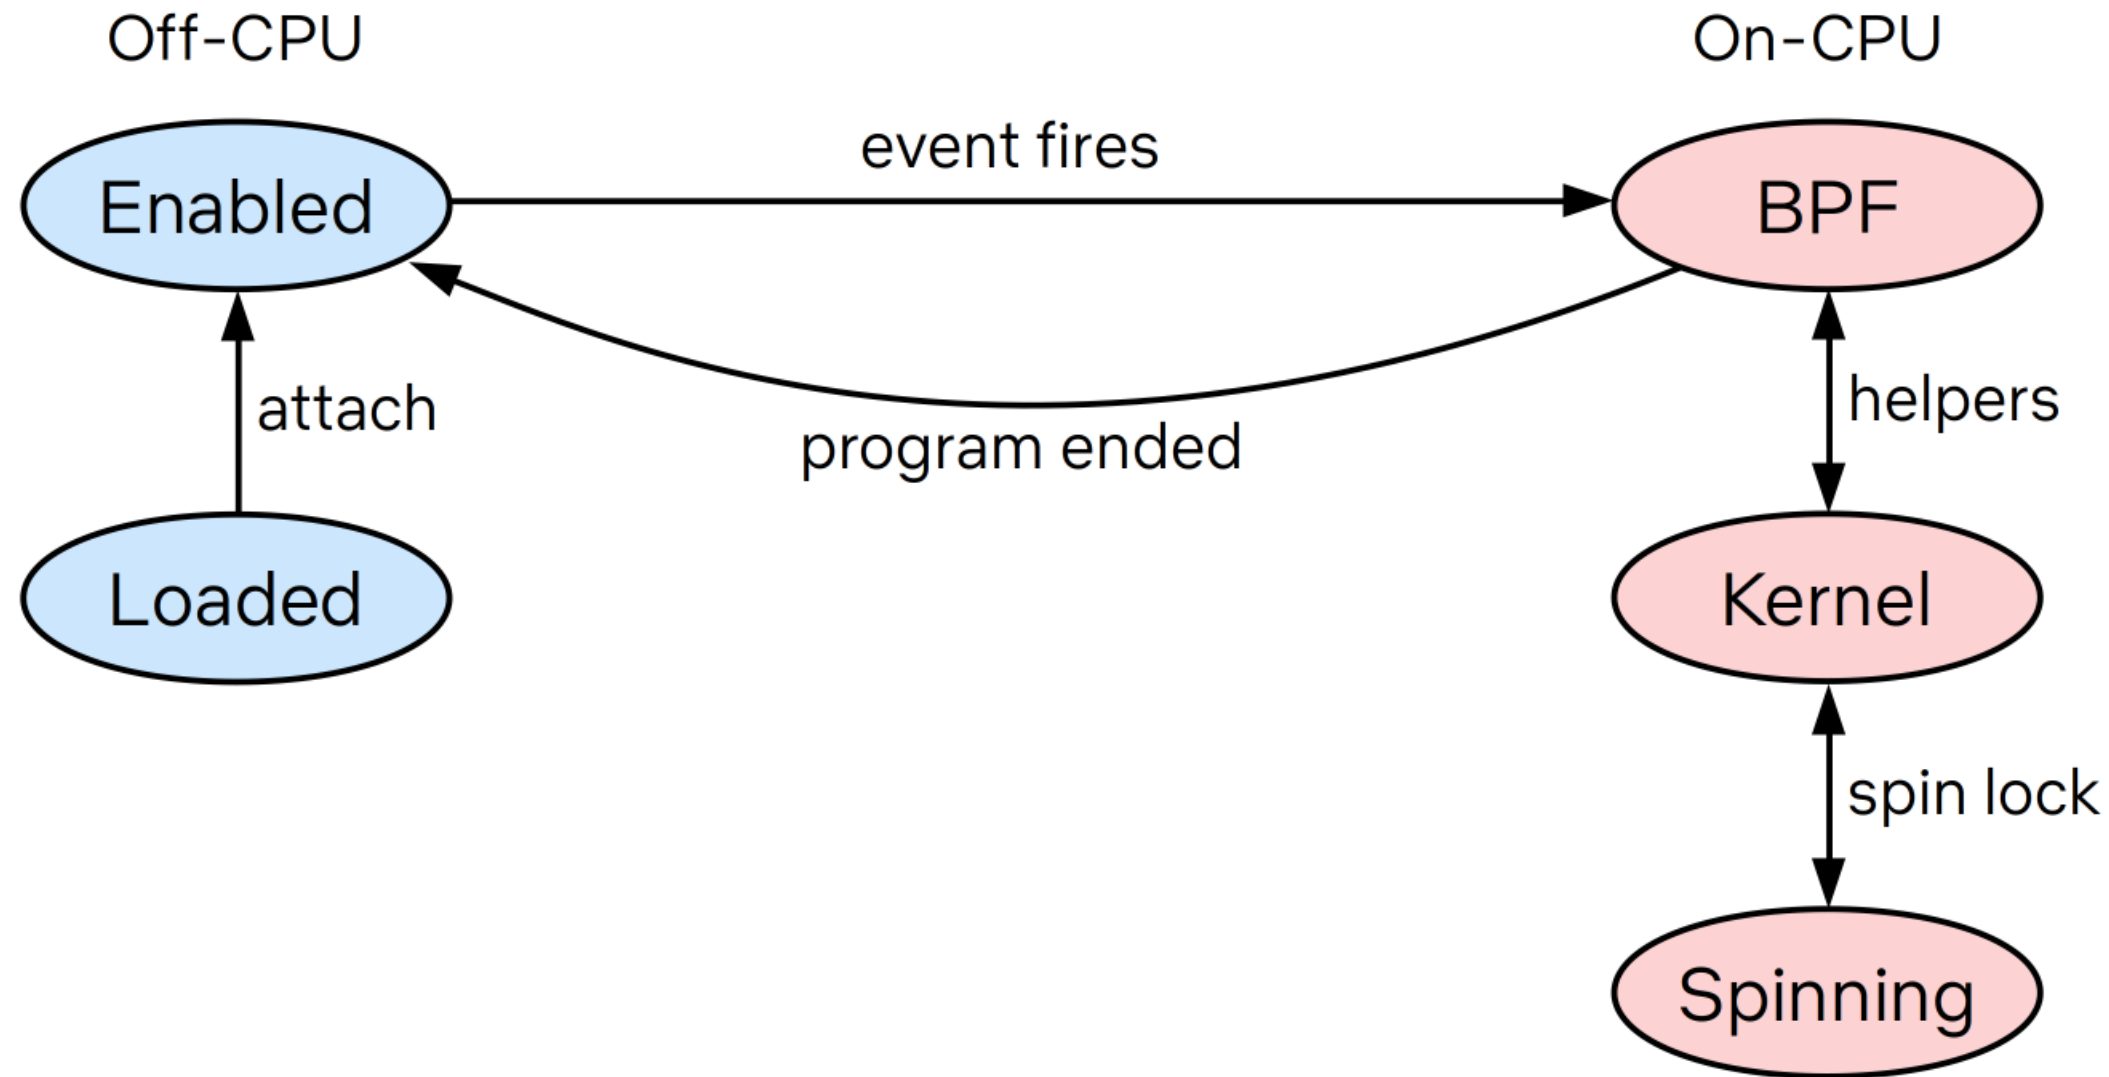 Off-CPU
On-CPU
event fires
Enabled
BPF
attach
helpers
program ended
Loaded
Kernel
spin lock
Spinning